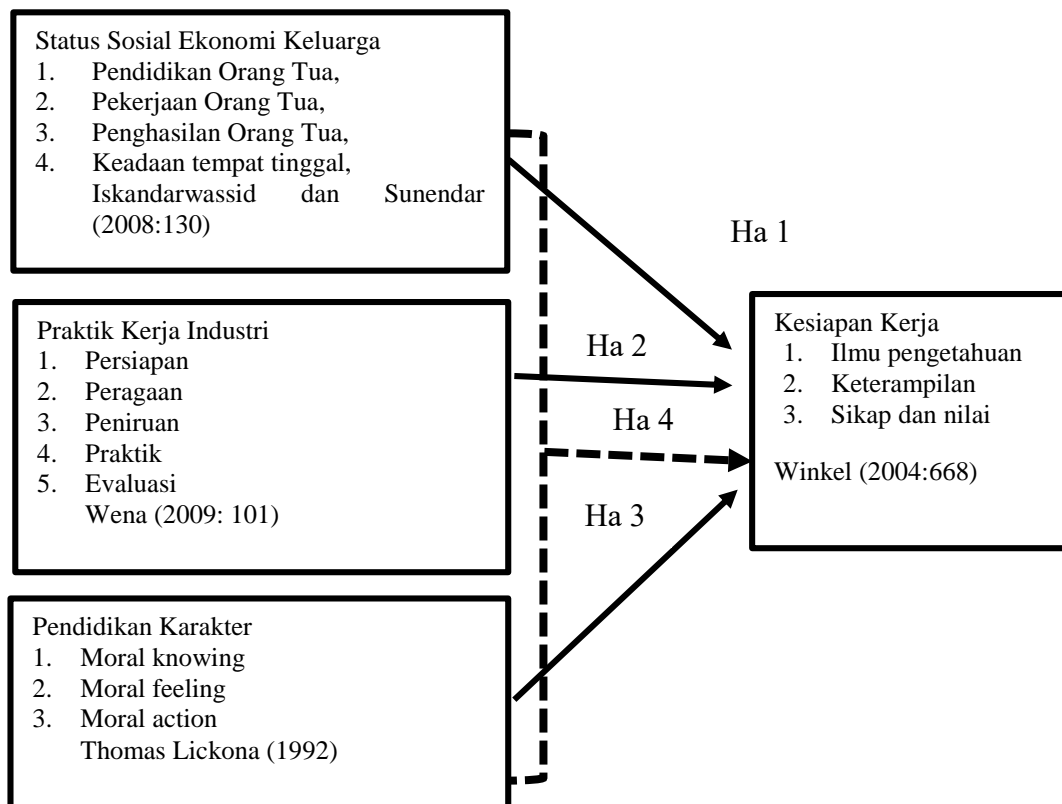 Status Sosial Ekonomi Keluarga
1. Pendidikan Orang Tua,
2. Pekerjaan Orang Tua,
3. Penghasilan Orang Tua,
4. Keadaan tempat tinggal,
Iskandarwassid dan Sunendar
(2008:130)
Ha 1
Praktik Kerja Industri
1. Persiapan
2. Peragaan
3. Peniruan
4. Praktik
5. Evaluasi
Wena (2009: 101)
Ha 2
Ha 4
Ha 3
Kesiapan Kerja
1. Ilmu pengetahuan
2. Keterampilan
3. Sikap dan nilai
Winkel (2004:668)
Pendidikan Karakter
1. Moral knowing
2. Moral feeling
3. Moral action
Thomas Lickona (1992)